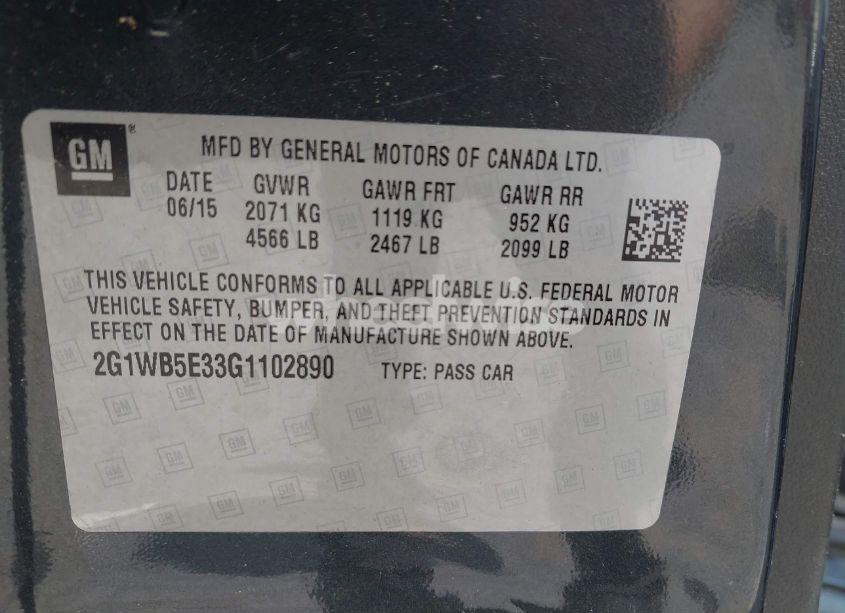 GM
MFD BY GENERAL MOTORS OF CANADA LTD.
DATE GVWR GAWR FRT GAWR RR
06/15 2071 KG 1119 KG 952 KG
4566 LB 2467 LB 2099 LB
THIS VEHICLE CONFORMS TO ALL APPLICABLE U.S. FEDERAL MOTOR
VEHICLE SAFETY, BUMPER, AND THEFT PREVENTION STANDARDS IN
EFFECT ON THE DATE OF MANUFACTURE SHOWN ABOVE.
2G1WB5E33G1102890 TYPE: PASS CAR